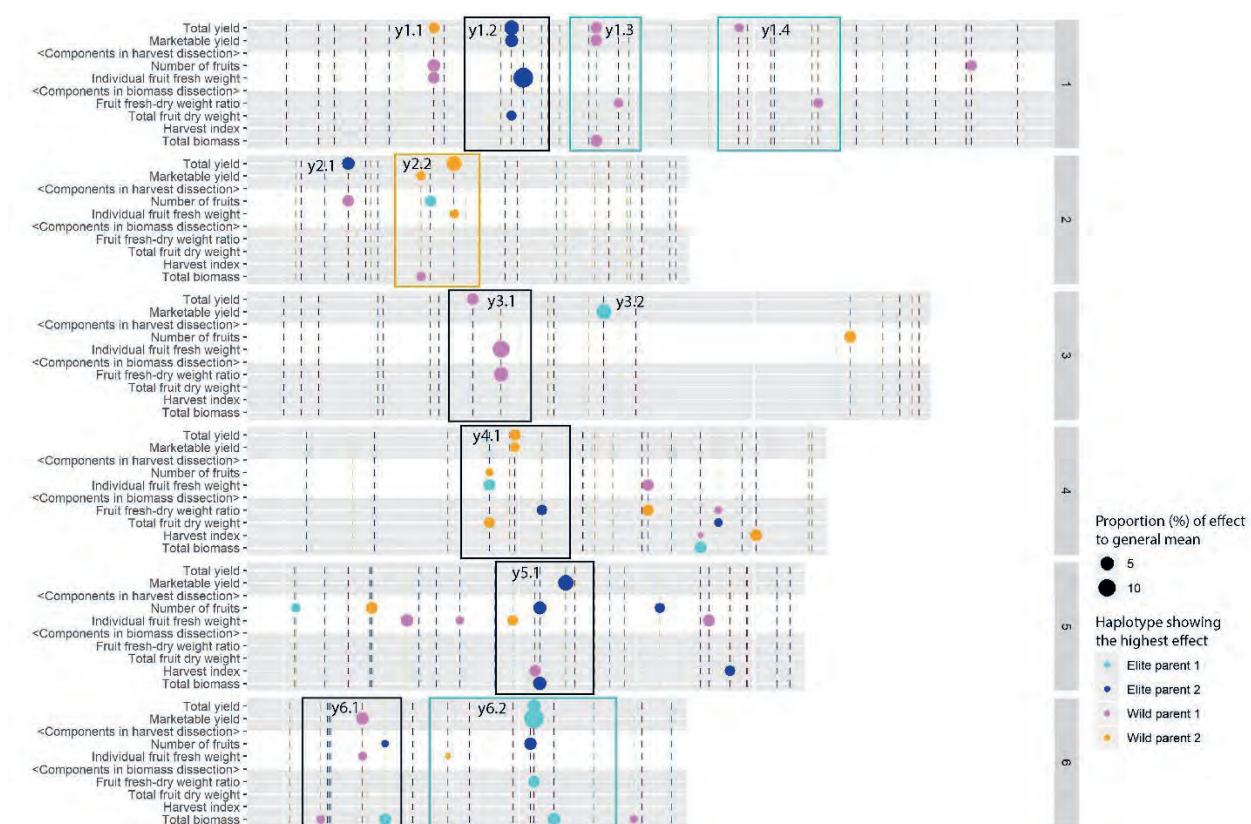 Total yield
Marketable yield
<Components in harvest dissection>
Number of fruits
Individual fruit fresh weight
<Components in biomass dissection>
Fruit fresh-dry weight ratio
Total fruit dry weight
Harvest index
Total biomass
y1.1
y1.2
y1.3
y1.4
1
Total yield
Marketable yield
<Components in harvest dissection>
Number of fruits
Individual fruit fresh weight
<Components in biomass dissection>
Fruit fresh-dry weight ratio
Total fruit dry weight
Harvest index
Total biomass
y2.1
y2.2
2
Total yield
Marketable yield
<Components in harvest dissection>
Number of fruits
Individual fruit fresh weight
<Components in biomass dissection>
Fruit fresh-dry weight ratio
Total fruit dry weight
Harvest index
Total biomass
y3.1
y3.2
3
Total yield
Marketable yield
<Components in harvest dissection>
Number of fruits
Individual fruit fresh weight
<Components in biomass dissection>
Fruit fresh-dry weight ratio
Total fruit dry weight
Harvest index
Total biomass
y4.1
4
Total yield
Marketable yield
<Components in harvest dissection>
Number of fruits
Individual fruit fresh weight
<Components in biomass dissection>
Fruit fresh-dry weight ratio
Total fruit dry weight
Harvest index
Total biomass
y5.1
5
Total yield
Marketable yield
<Components in harvest dissection>
Number of fruits
Individual fruit fresh weight
<Components in biomass dissection>
Fruit fresh-dry weight ratio
Total fruit dry weight
Harvest index
Total biomass
y6.1
y6.2
6
Proportion (%) of effect
to general mean
5
10
Haplotype showing
the highest effect
Elite parent 1
Elite parent 2
Wild parent 1
Wild parent 2